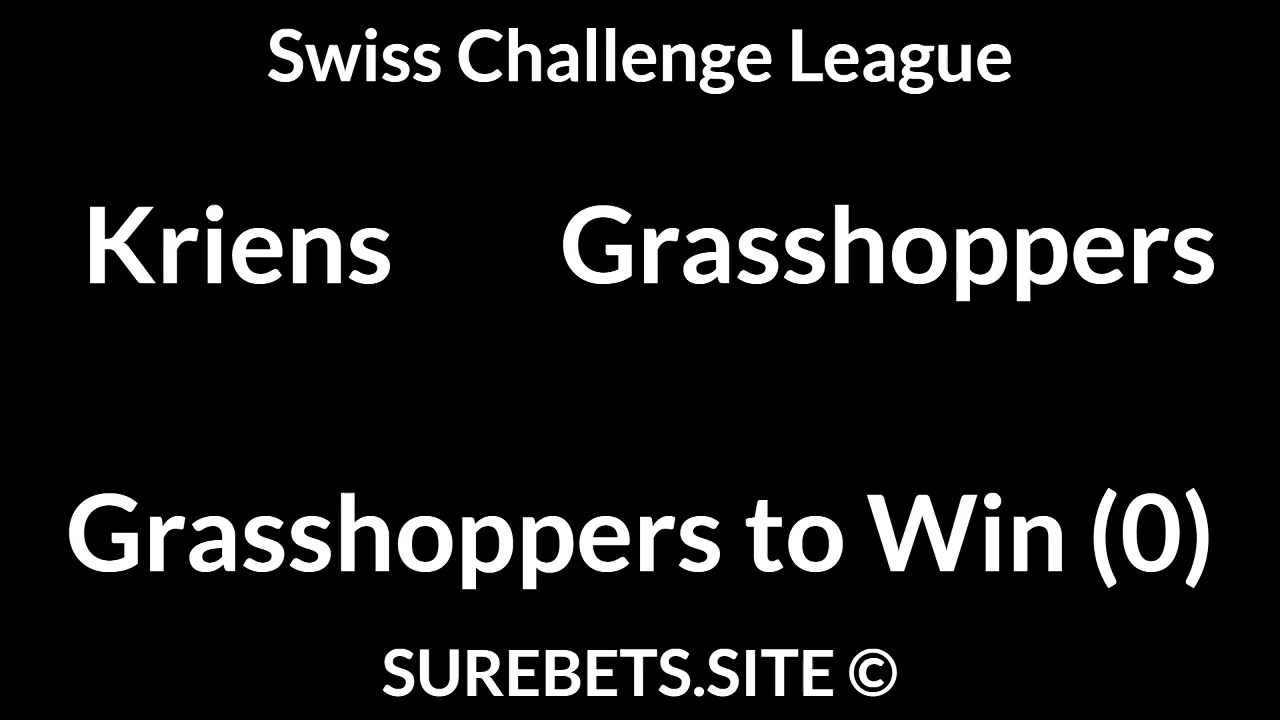 Swiss Challenge League
Kriens Grasshoppers
Grasshoppers to Win (0)
SUREBETS.SITE ©